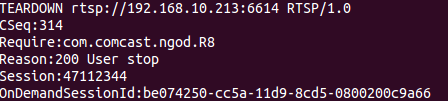 TEARDOWN rtsp://192.168.10.213:6614 RTSP/1.0
CSeq:314
Require:com.comcast.ngod.R8
Reason:200 User stop
Session:47112344
OnDemandSessionId:be074250-cc5a-11d9-8cd5-0800200c9a66